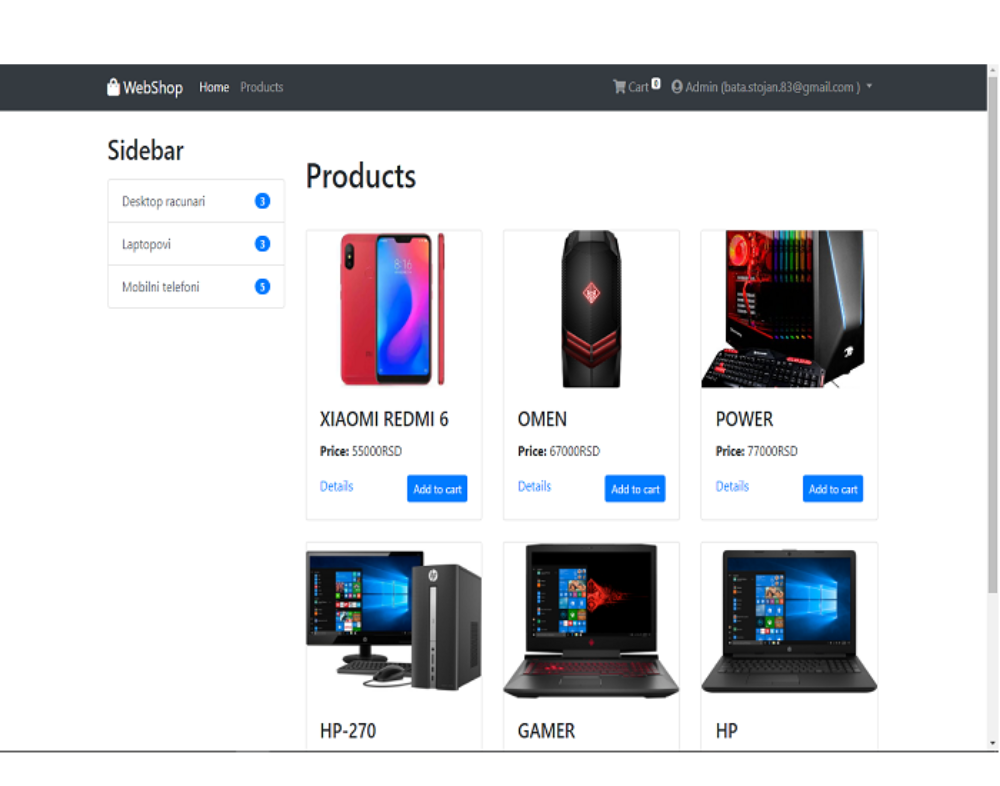 WebShop Home Products Cart 0 Admin (bata.stojan.83@gmail.com )
Sidebar
Desktop racunari 3
Laptopovi 3
Mobilni telefoni 5
Products
8:16
XIAOMI REDMI 6
Price: 55000RSD
Details Add to cart
OMEN
Price: 67000RSD
Details Add to cart
POWER
Price: 77000RSD
Details Add to cart
HP-270
GAMER
HP